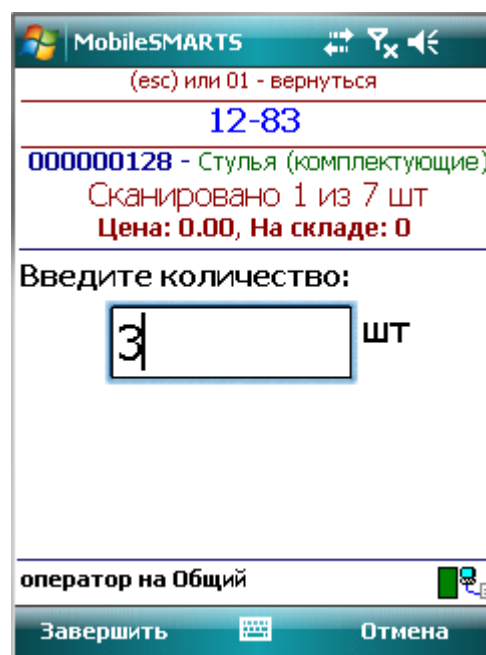 MobileSMARTS
(esc) или 01 - вернуться
12-83
000000128 - Стулья (комплектующие)
Сканировано 1 из 7 шт
Цена: 0.00, На складе: 0
Введите количество:
3 шт
оператор на Общий
Завершить Отмена